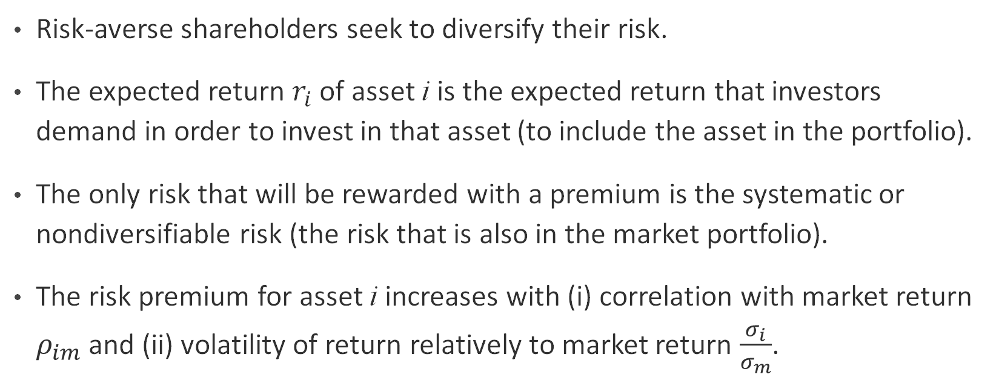 • Risk-averse shareholders seek to diversify their risk.
• The expected return rᵢ of asset i is the expected return that investors
demand in order to invest in that asset (to include the asset in the portfolio).
• The only risk that will be rewarded with a premium is the systematic or
nondiversifiable risk (the risk that is also in the market portfolio).
• The risk premium for asset i increases with (i) correlation with market return
ρ_{im} and (ii) volatility of return relatively to market return \frac{σ_i}{σ_m}.